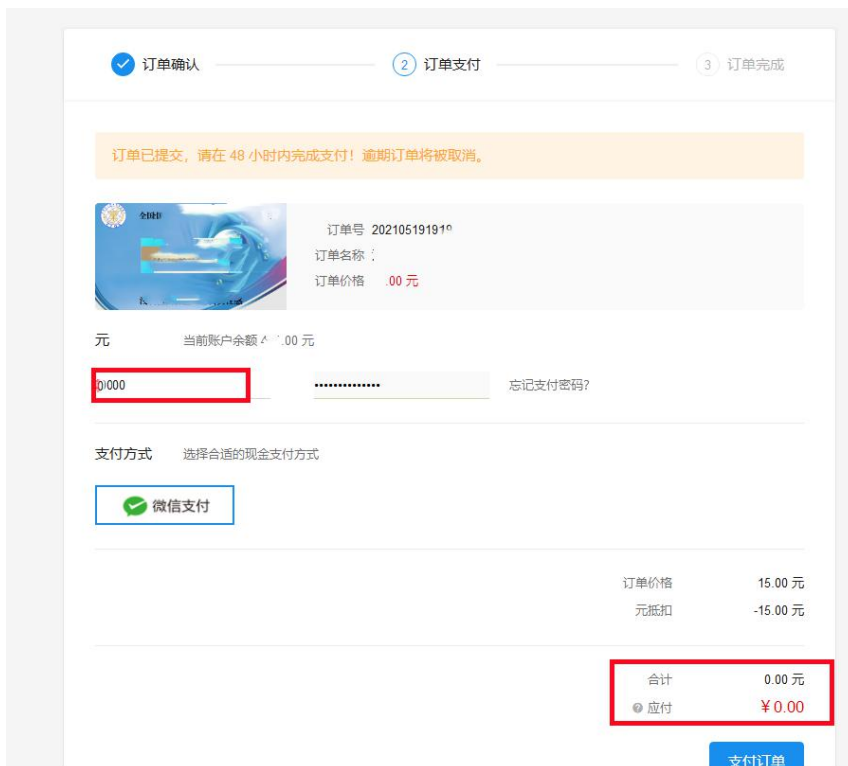 订单确认
2 订单支付
3 订单完成
订单已提交，请在 48 小时内完成支付！逾期订单将被取消。
订单号 20210519191
订单名称
订单价格 .00 元
元 当前账户余额 .00 元
000 •••••••••••••• 忘记支付密码?
支付方式 选择合适的现金支付方式
微信支付
订单价格 15.00 元
元抵扣 -15.00 元
合计 0.00 元
应付 ¥0.00
支付订单